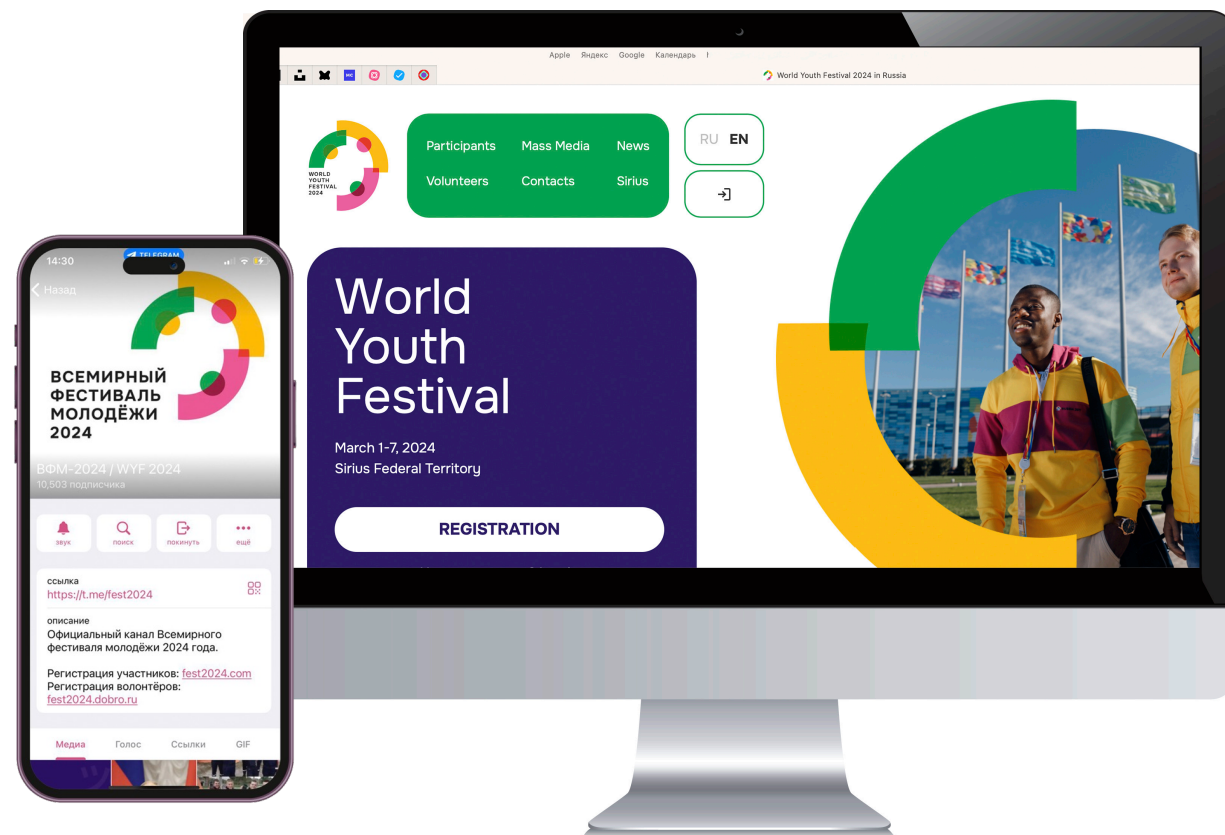 Apple Яндекс Google Календарь
World Youth Festival 2024 in Russia
WORLD
YOUTH
FESTIVAL
2024
Participants Mass Media News
Volunteers Contacts Sirius
RU EN
World
Youth
Festival
March 1-7, 2024
Sirius Federal Territory
REGISTRATION
14:30
TELEGRAM
Назад
ВСЕМИРНЫЙ
ФЕСТИВАЛЬ
МОЛОДЁЖИ
2024
ВФМ-2024 / WYF 2024
10,503 подписчика
звук поиск покинуть ещё
ссылка
https://t.me/fest2024
описание
Официальный канал Всемирного
фестиваля молодёжи 2024 года.
Регистрация участников: fest2024.com
Регистрация волонтёров:
fest2024.dobro.ru
Медиа Голос Ссылки GIF